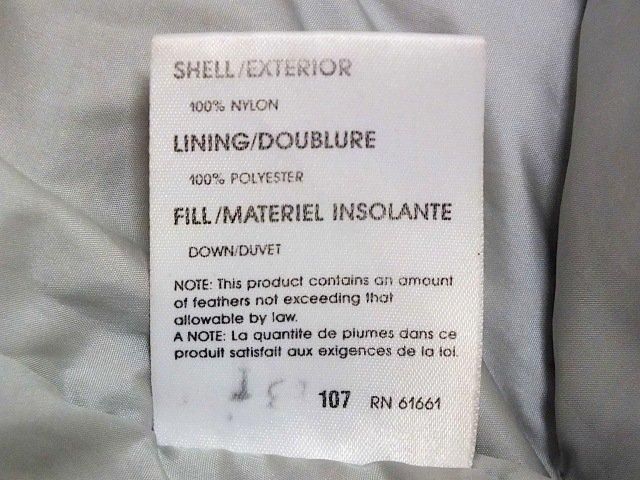 SHELL/EXTERIOR
100% NYLON
LINING/DOUBLURE
100% POLYESTER
FILL/MATERIEL INSOLANTE
DOWN/DUVET
NOTE: This product contains an amount
of feathers not exceeding that
allowable by law.
A NOTE: La quantite de plumes dans ce
produit satisfait aux exigences de la loi.
107 RN 61661